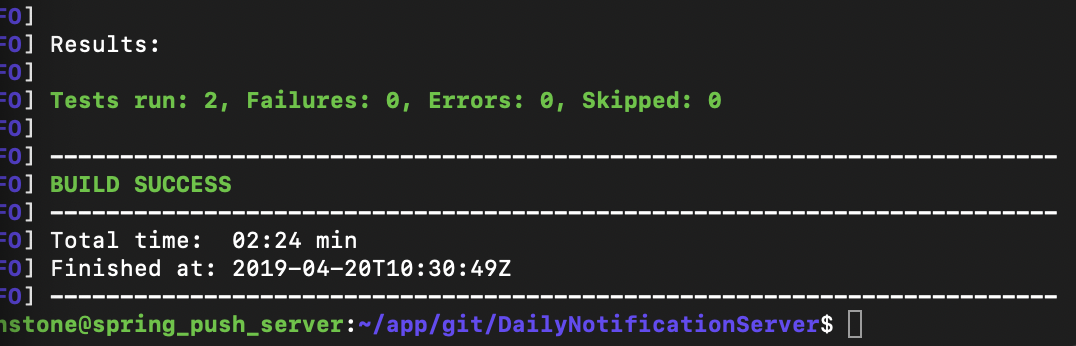 FO]
FO] Results:
FO]
FO] Tests run: 2, Failures: 0, Errors: 0, Skipped: 0
FO]
FO] ------------------------------------------------------------------------
FO] BUILD SUCCESS
FO] ------------------------------------------------------------------------
FO] Total time:  02:24 min
FO] Finished at: 2019-04-20T10:30:49Z
FO] ------------------------------------------------------------------------
nstone@spring_push_server:~/app/git/DailyNotificationServer$